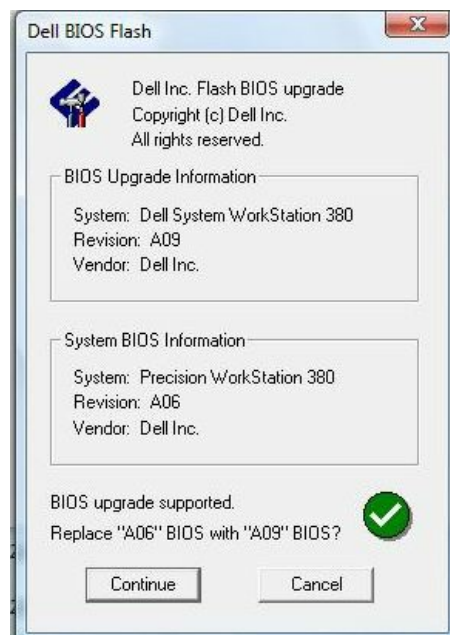 Dell BIOS Flash
Dell Inc. Flash BIOS upgrade
Copyright (c) Dell Inc.
All rights reserved.
BIOS Upgrade Information
System: Dell System WorkStation 380
Revision: A09
Vendor: Dell Inc.
System BIOS Information
System: Precision WorkStation 380
Revision: A06
Vendor: Dell Inc.
BIOS upgrade supported.
Replace "A06" BIOS with "A09" BIOS?
Continue
Cancel